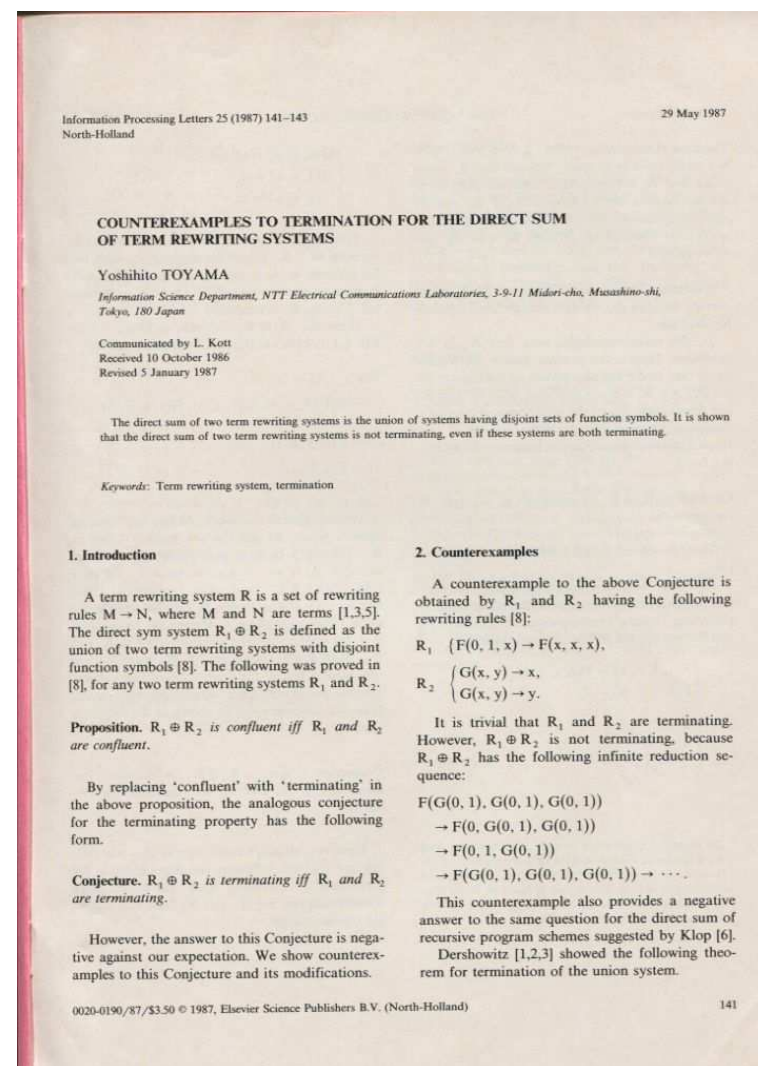 Information Processing Letters 25 (1987) 141–143
North-Holland
29 May 1987
COUNTEREXAMPLES TO TERMINATION FOR THE DIRECT SUM
OF TERM REWRITING SYSTEMS
Yoshihito TOYAMA
Information Science Department, NTT Electrical Communications Laboratories, 3-9-11 Midori-cho, Musashino-shi,
Tokyo, 180 Japan
Communicated by L. Kott
Received 10 October 1986
Revised 5 January 1987
The direct sum of two term rewriting systems is the union of systems having disjoint sets of function symbols. It is shown
that the direct sum of two term rewriting systems is not terminating, even if these systems are both terminating.
Keywords: Term rewriting system, termination
1. Introduction
A term rewriting system R is a set of rewriting
rules M → N, where M and N are terms [1,3,5].
The direct sym system R₁ ⊕ R₂ is defined as the
union of two term rewriting systems with disjoint
function symbols [8]. The following was proved in
[8], for any two term rewriting systems R₁ and R₂.
Proposition. R₁ ⊕ R₂ is confluent iff R₁ and R₂
are confluent.
By replacing ‘confluent’ with ‘terminating’ in
the above proposition, the analogous conjecture
for the terminating property has the following
form.
Conjecture. R₁ ⊕ R₂ is terminating iff R₁ and R₂
are terminating.
However, the answer to this Conjecture is nega-
tive against our expectation. We show counterex-
amples to this Conjecture and its modifications.
2. Counterexamples
A counterexample to the above Conjecture is
obtained by R₁ and R₂ having the following
rewriting rules [8]:
R₁ {F(0, 1, x) → F(x, x, x),
R₂ { G(x, y) → x,
G(x, y) → y.
It is trivial that R₁ and R₂ are terminating.
However, R₁ ⊕ R₂ is not terminating, because
R₁ ⊕ R₂ has the following infinite reduction se-
quence:
F(G(0, 1), G(0, 1), G(0, 1))
→ F(0, G(0, 1), G(0, 1))
→ F(0, 1, G(0, 1))
→ F(G(0, 1), G(0, 1), G(0, 1)) → ⋯.
This counterexample also provides a negative
answer to the same question for the direct sum of
recursive program schemes suggested by Klop [6].
Dershowitz [1,2,3] showed the following theo-
rem for termination of the union system.
0020-0190/87/$3.50 © 1987, Elsevier Science Publishers B.V. (North-Holland)
141